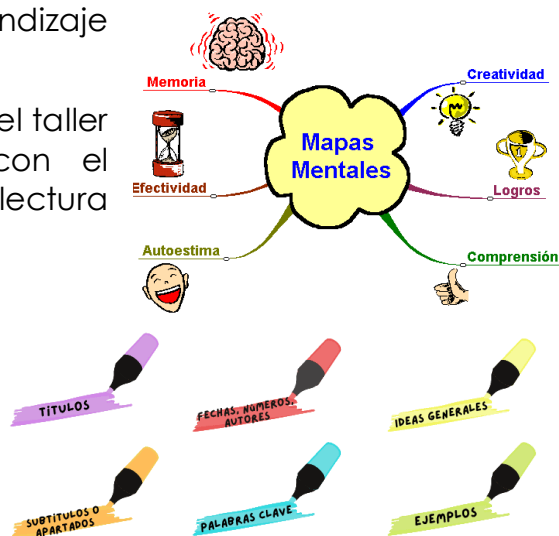 ndizaje
el taller
con el
lectura
Memoria
Creatividad
Mapas
Mentales
Efectividad
Logros
Autoestima
Comprensión
TÍTULOS
FECHAS, NÚMEROS,
AUTORES
IDEAS GENERALES
SUBTÍTULOS O
APARTADOS
PALABRAS CLAVE
EJEMPLOS